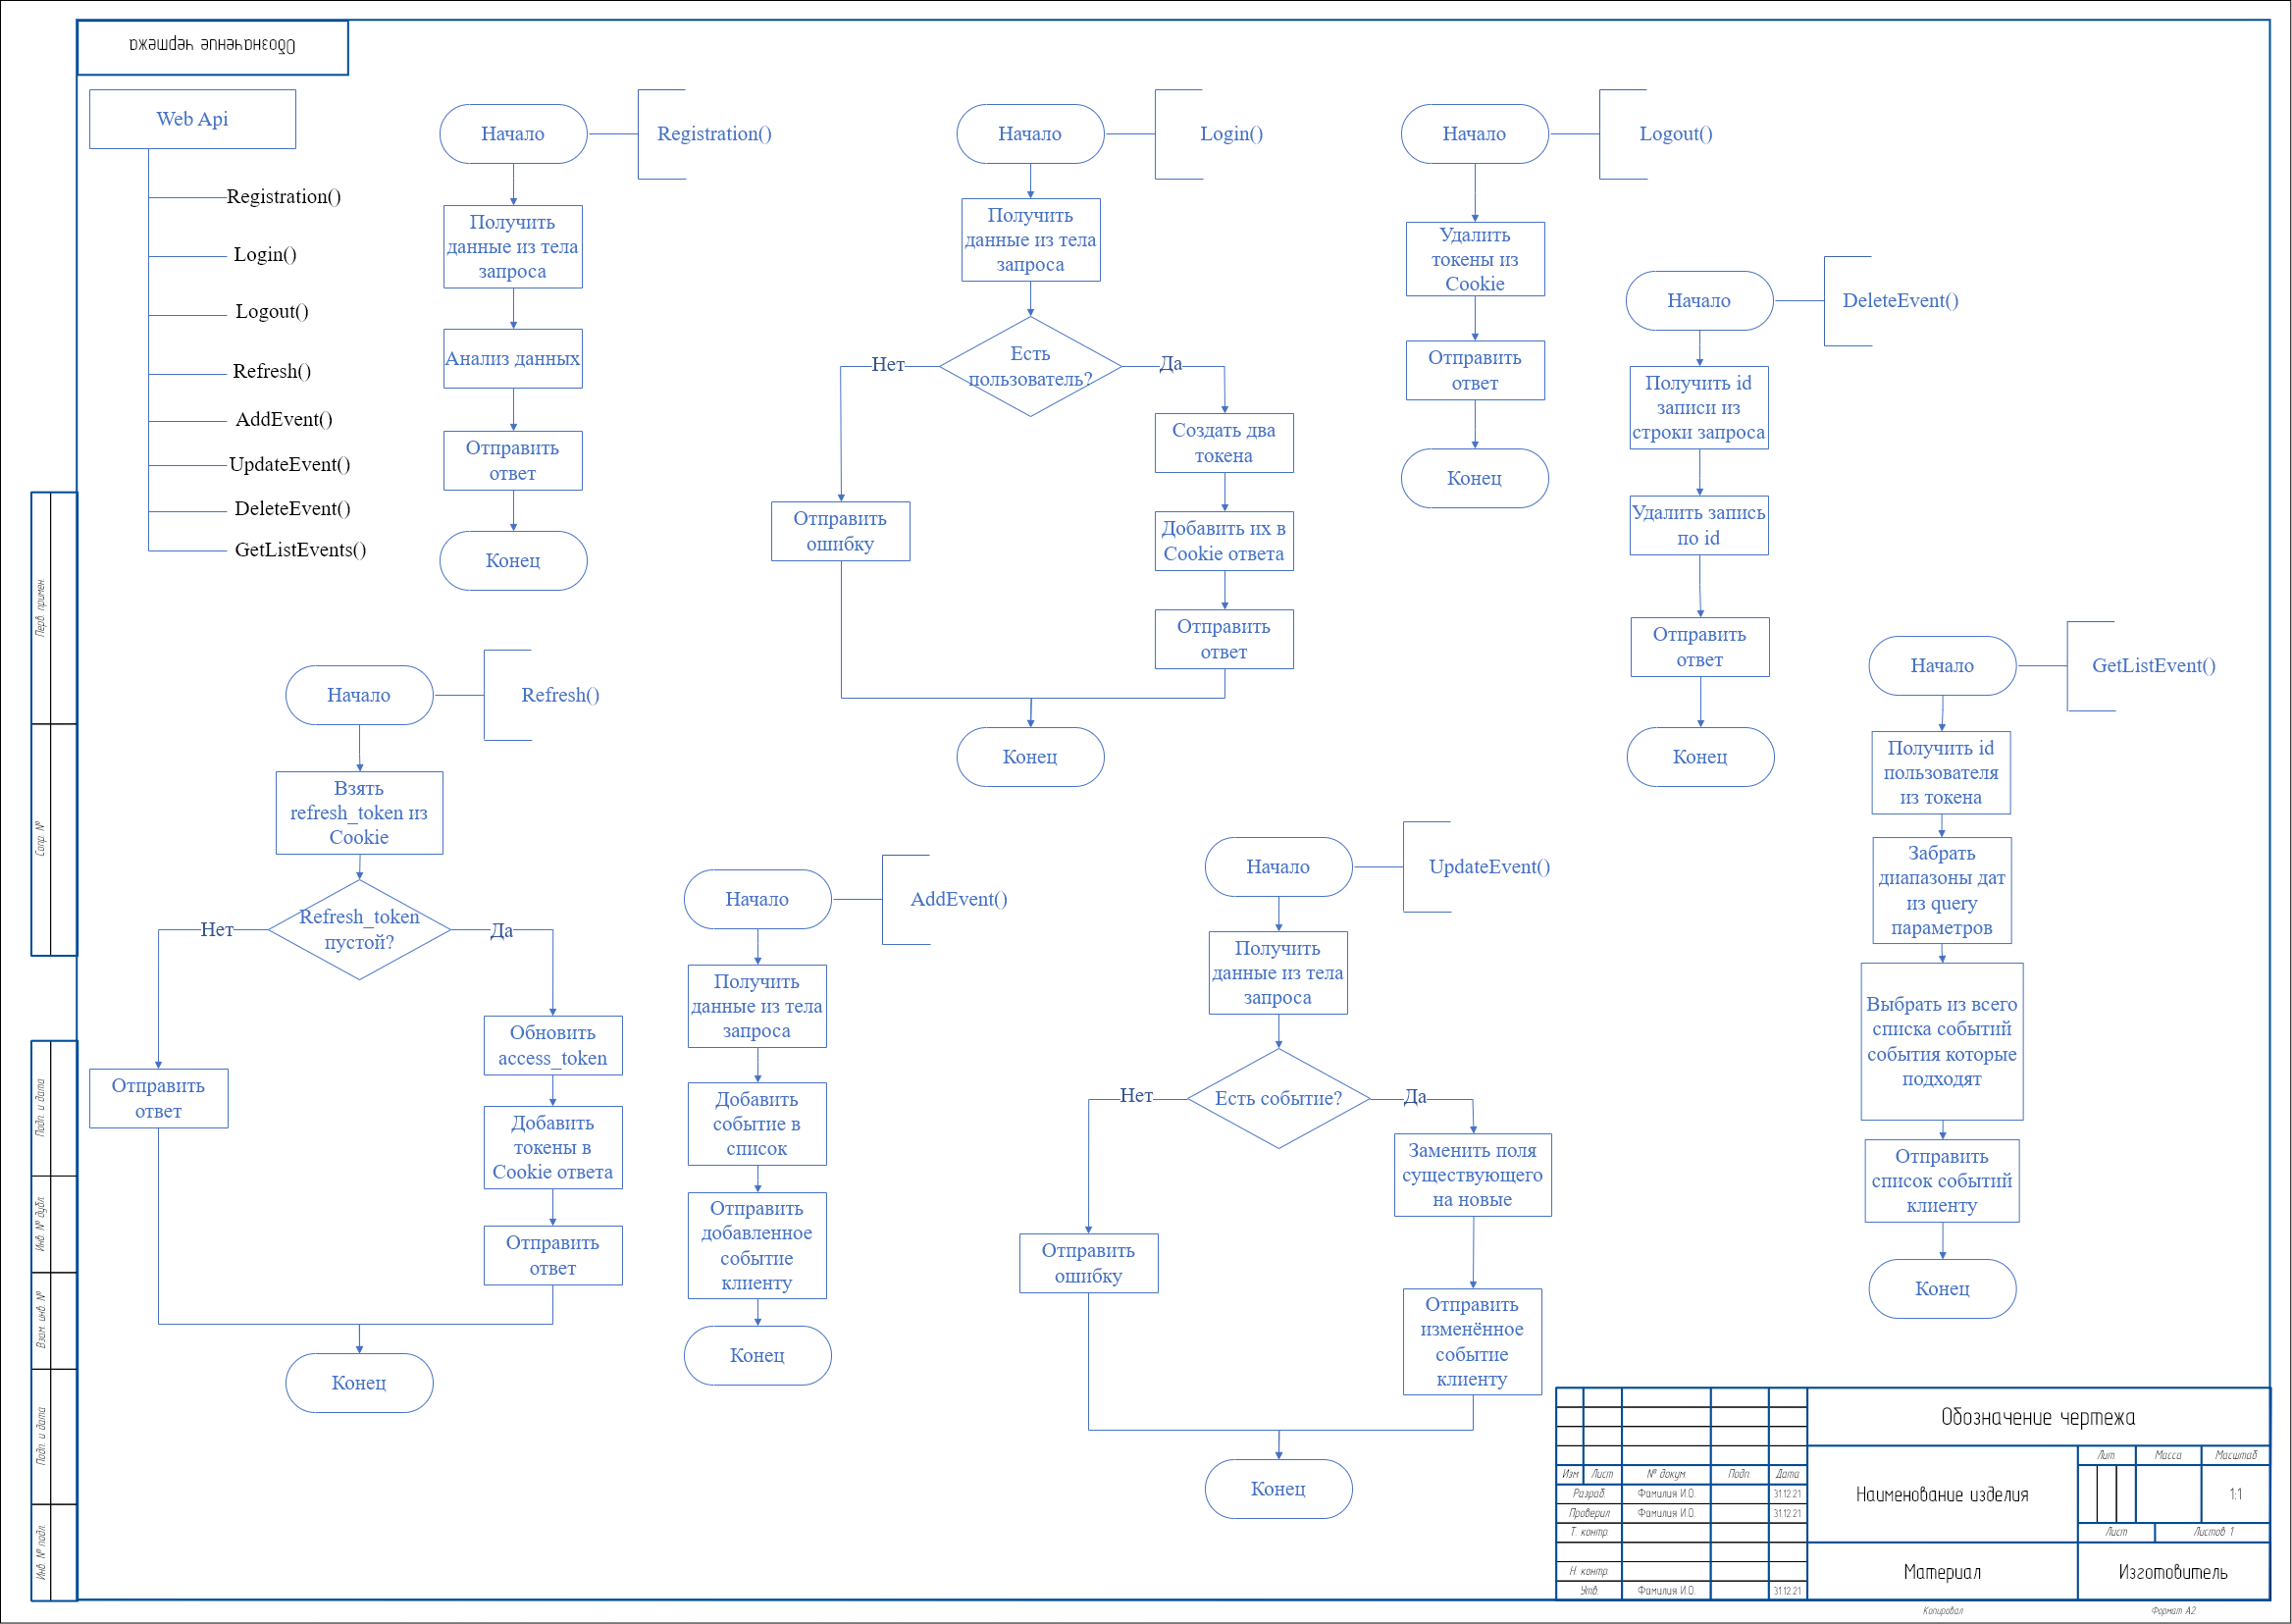 Обозначение чертежа
Web Api
Registration()
Login()
Logout()
Refresh()
AddEvent()
UpdateEvent()
DeleteEvent()
GetListEvents()
Начало
Registration()
Получить
данные из тела
запроса
Анализ данных
Отправить
ответ
Конец
Начало
Login()
Получить
данные из тела
запроса
Есть
пользователь?
Нет
Да
Отправить
ошибку
Создать два
токена
Добавить их в
Cookie ответа
Отправить
ответ
Конец
Начало
Logout()
Удалить
токены из
Cookie
Отправить
ответ
Конец
Начало
DeleteEvent()
Получить id
записи из
строки запроса
Удалить запись
по id
Отправить
ответ
Конец
Начало
Refresh()
Взять
refresh_token из
Cookie
Refresh_token
пустой?
Нет
Да
Отправить
ответ
Обновить
access_token
Добавить
токены в
Cookie ответа
Отправить
ответ
Конец
Начало
AddEvent()
Получить
данные из тела
запроса
Добавить
событие в
список
Отправить
добавленное
событие
клиенту
Конец
Начало
UpdateEvent()
Получить
данные из тела
запроса
Есть событие?
Нет
Да
Отправить
ошибку
Заменить поля
существующего
на новые
Отправить
изменённое
событие
клиенту
Конец
Начало
GetListEvent()
Получить id
пользователя
из токена
Забрать
диапазоны дат
из query
параметров
Выбрать из всего
списка событий
события которые
подходят
Отправить
список событий
клиенту
Конец
Перв. примен.
Справ. №
Подп. и дата
Инв. № дубл.
Взам. инв. №
Подп. и дата
Инв. № подл.
Обозначение чертежа
Изм Лист № докум Подп. Дата
Разраб. Фамилия И.О. 31.12.21
Проверил Фамилия И.О. 31.12.21
Т. контр.
Н. контр.
Утв. Фамилия И.О. 31.12.21
Наименование изделия
Лит. Масса Масштаб
1:1
Лист Листов 1
Материал
Изготовитель
Копировал Формат А2